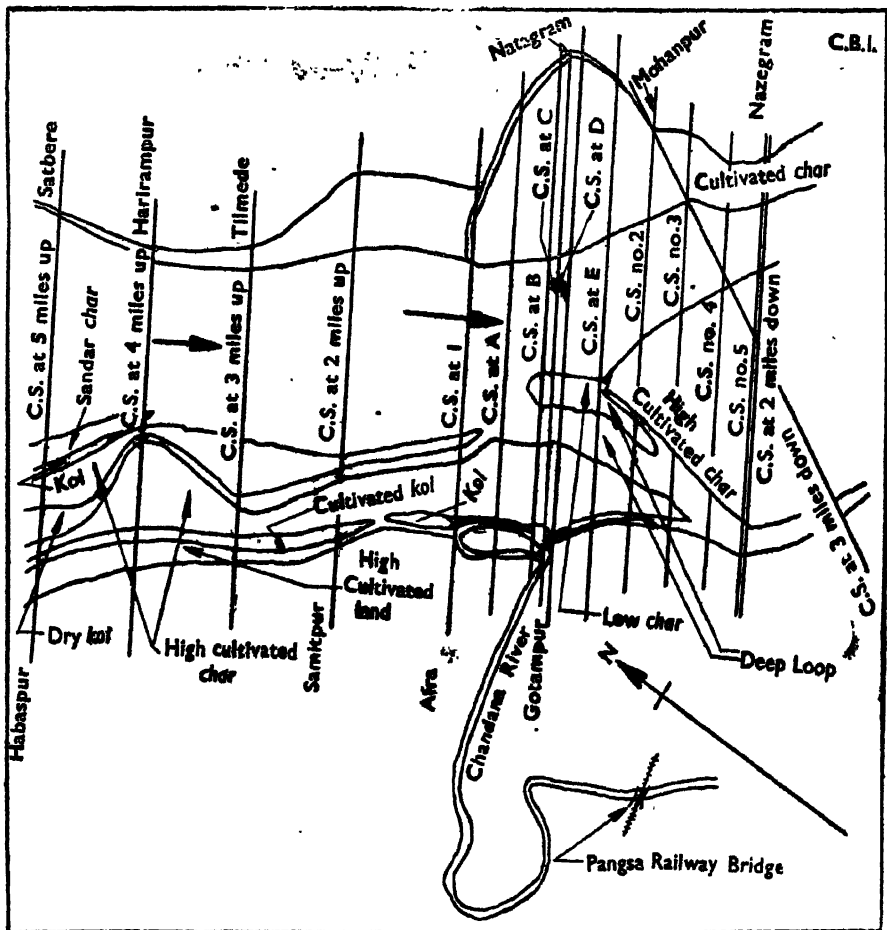 C.B.I.
Natagram
Mohanpur
Nazegram
Satbere
Harirampur
Tilmede
C.S. at 5 miles up
Sandar char
C.S. at 4 miles up
C.S. at 3 miles up
C.S. at 2 miles up
C.S. at I
C.S. at A
C.S. at B
C.S. at C
C.S. at D
C.S. at E
C.S. no.2
C.S. no.3
C.S. no. 4
C.S. no.5
C.S. at 2 miles down
C.S. at 3 miles down
Cultivated char
High
Cultivated char
Kol
Cultivated kol
Kol
High
Cultivated
land
Dry kol
High cultivated
char
Habaspur
Samitpur
Afra
Chandana River
Gotampur
Low char
Deep Loop
N
Pangsa Railway Bridge